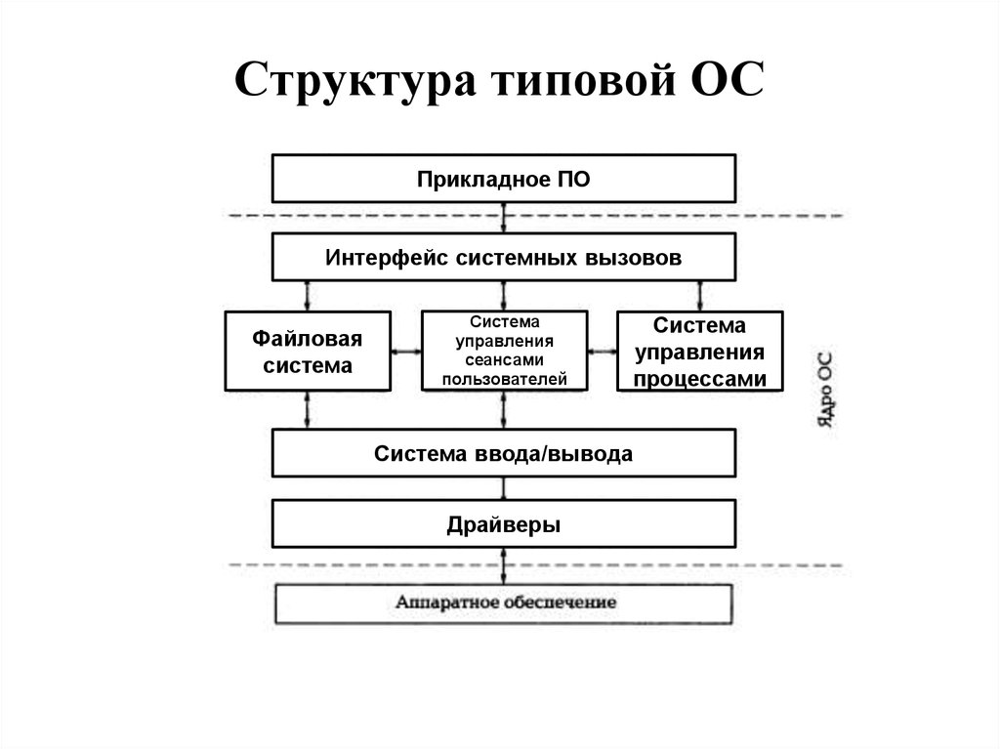 Структура типовой ОС
Прикладное ПО
Интерфейс системных вызовов
Файловая
система
Система
управления
сеансами
пользователей
Система
управления
процессами
Ядро ОС
Система ввода/вывода
Драйверы
Аппаратное обеспечение